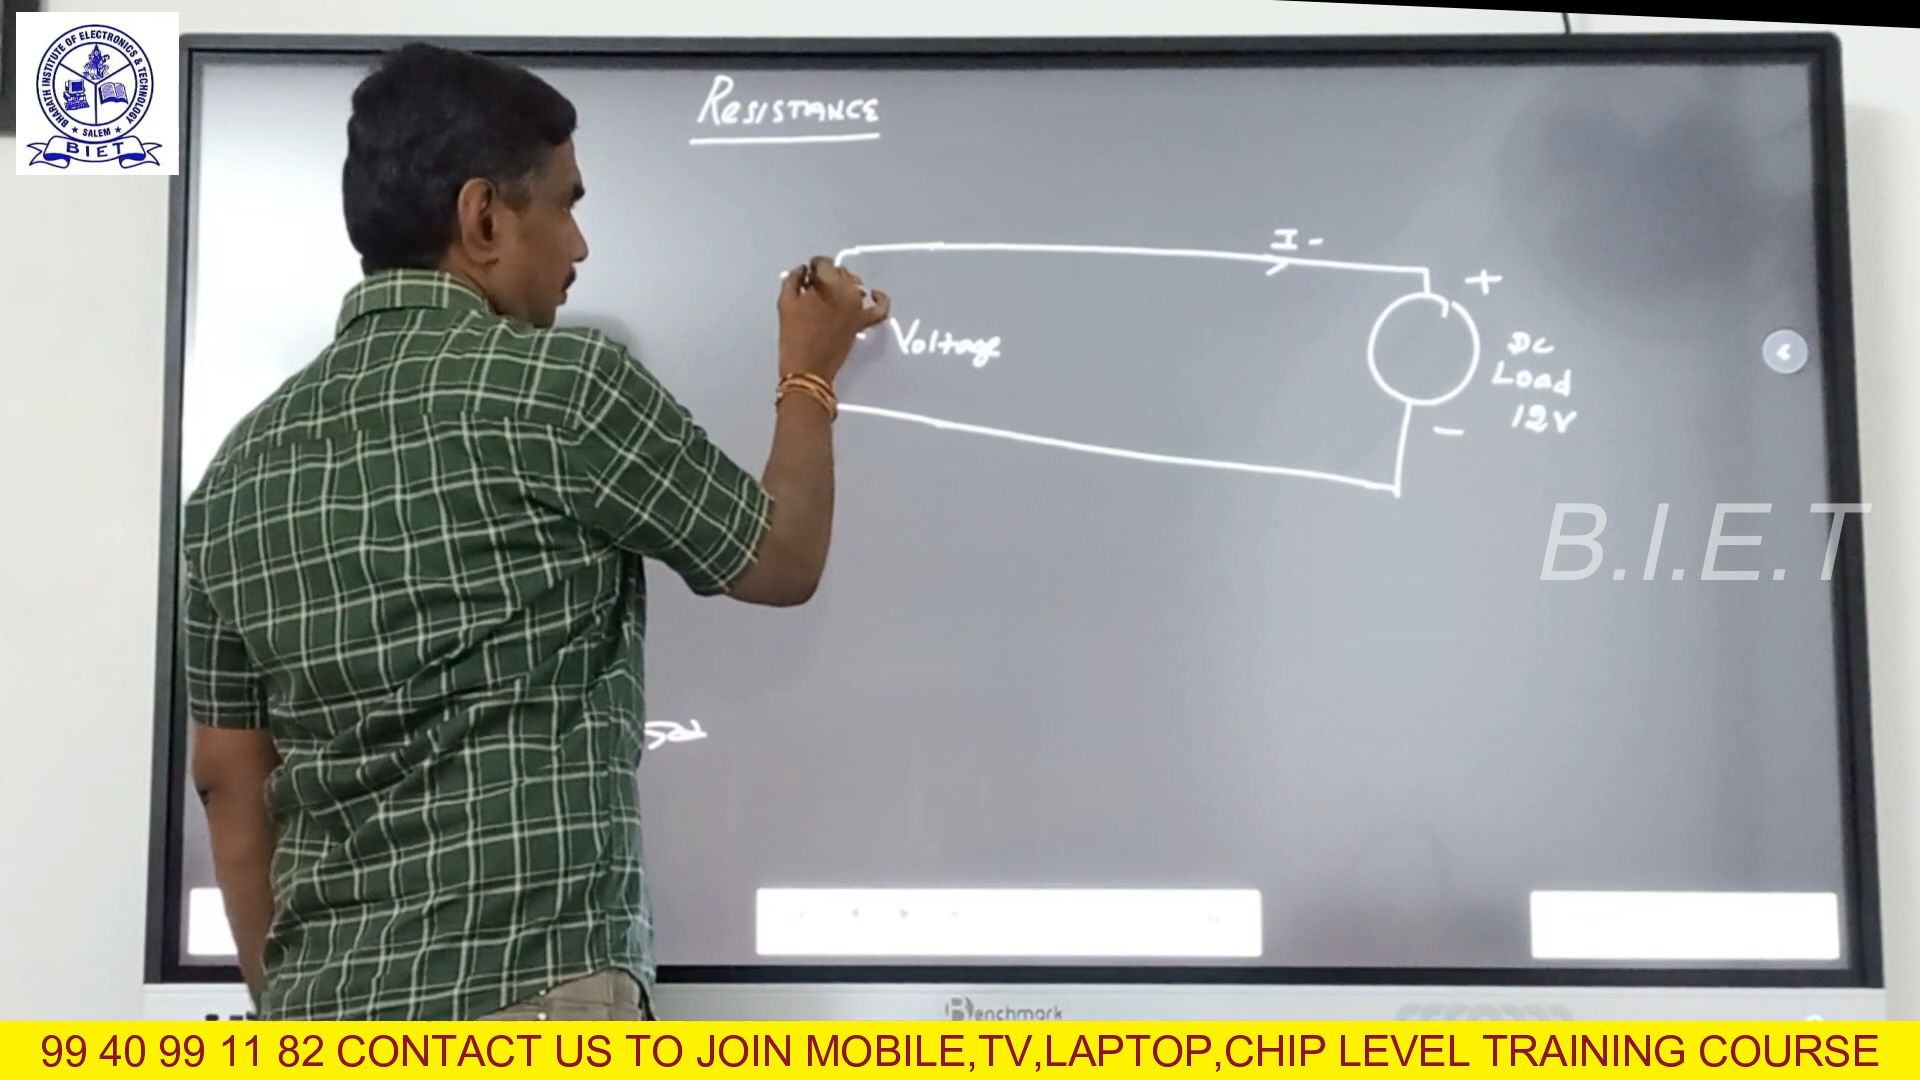 BHARATH INSTITUTE OF ELECTRONICS & TECHNOLOGY
SALEM
BIET
RESISTANCE
I -
+
Voltage
DC
Load
12V
-
B.I.E.T
Benchmark
99 40 99 11 82 CONTACT US TO JOIN MOBILE,TV,LAPTOP,CHIP LEVEL TRAINING COURSE